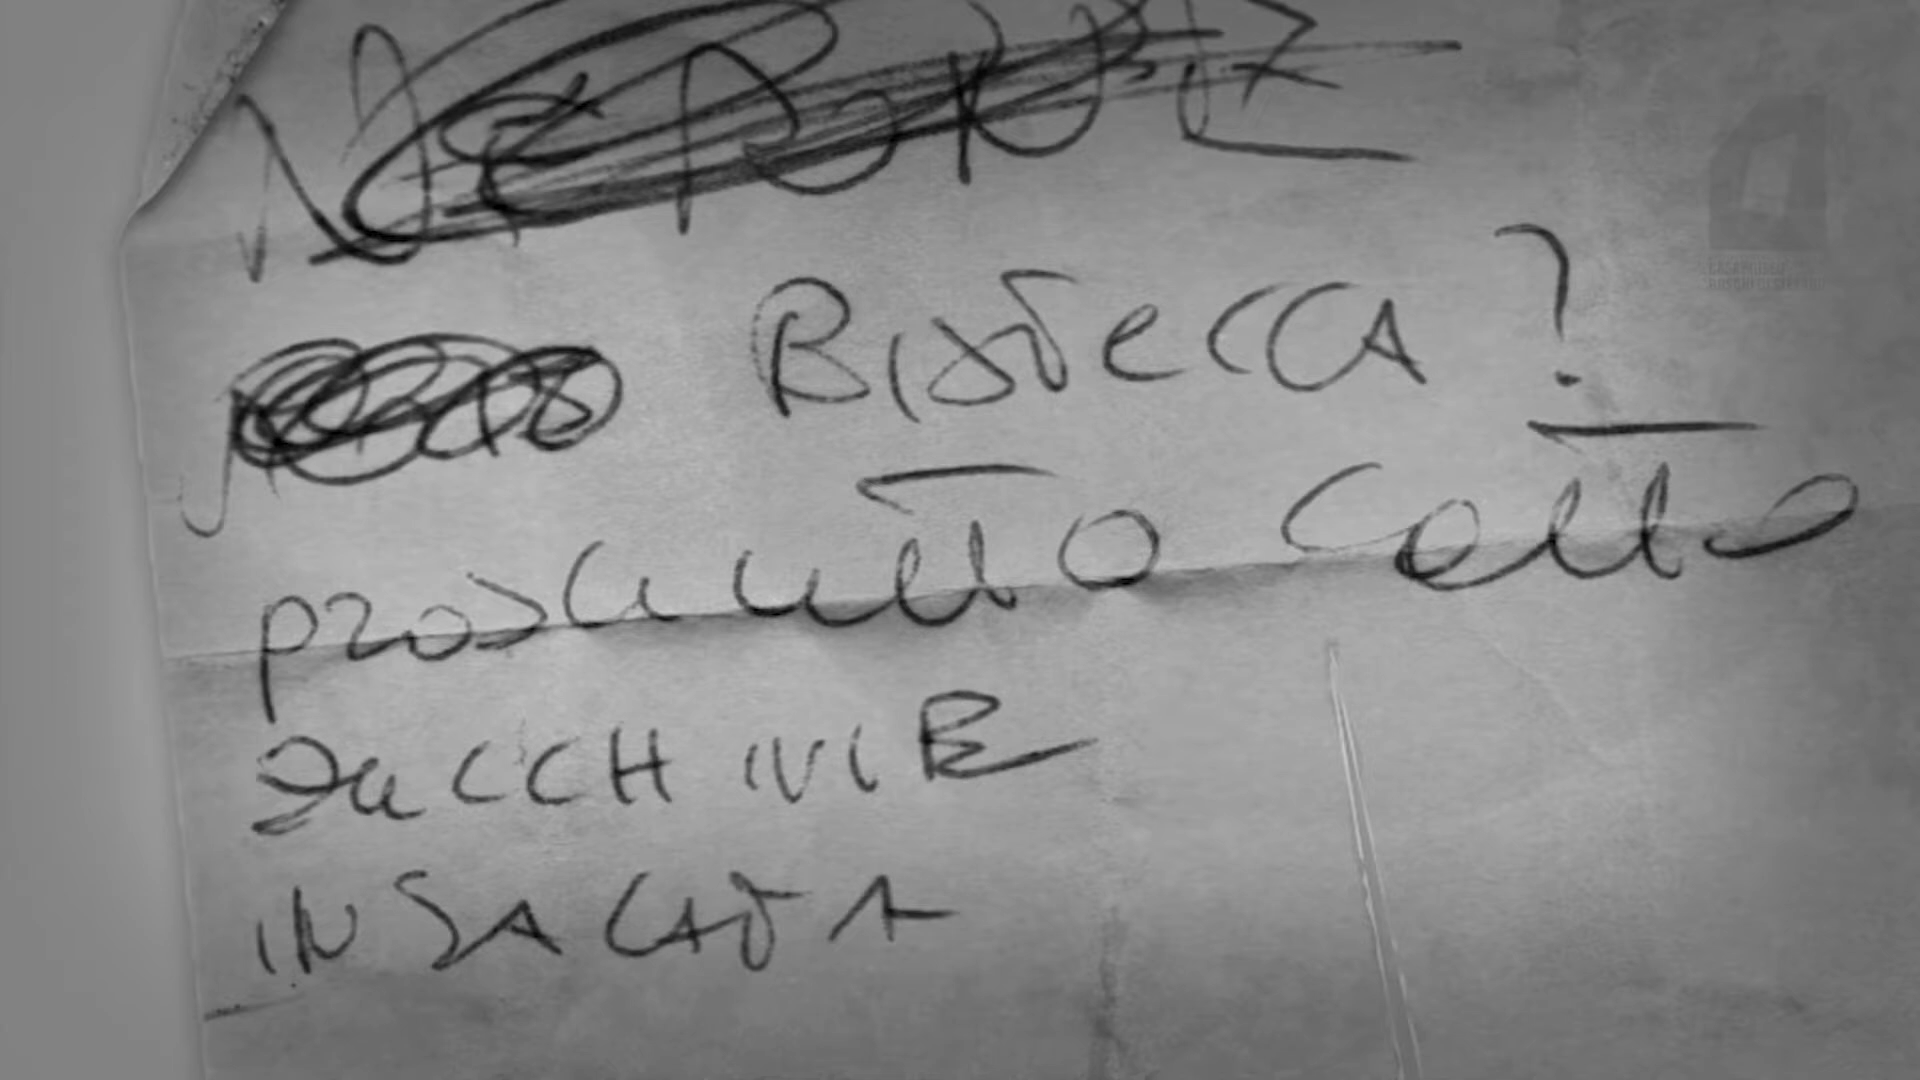 Bistecca?
prosciutto cotto
zucchine
insalata